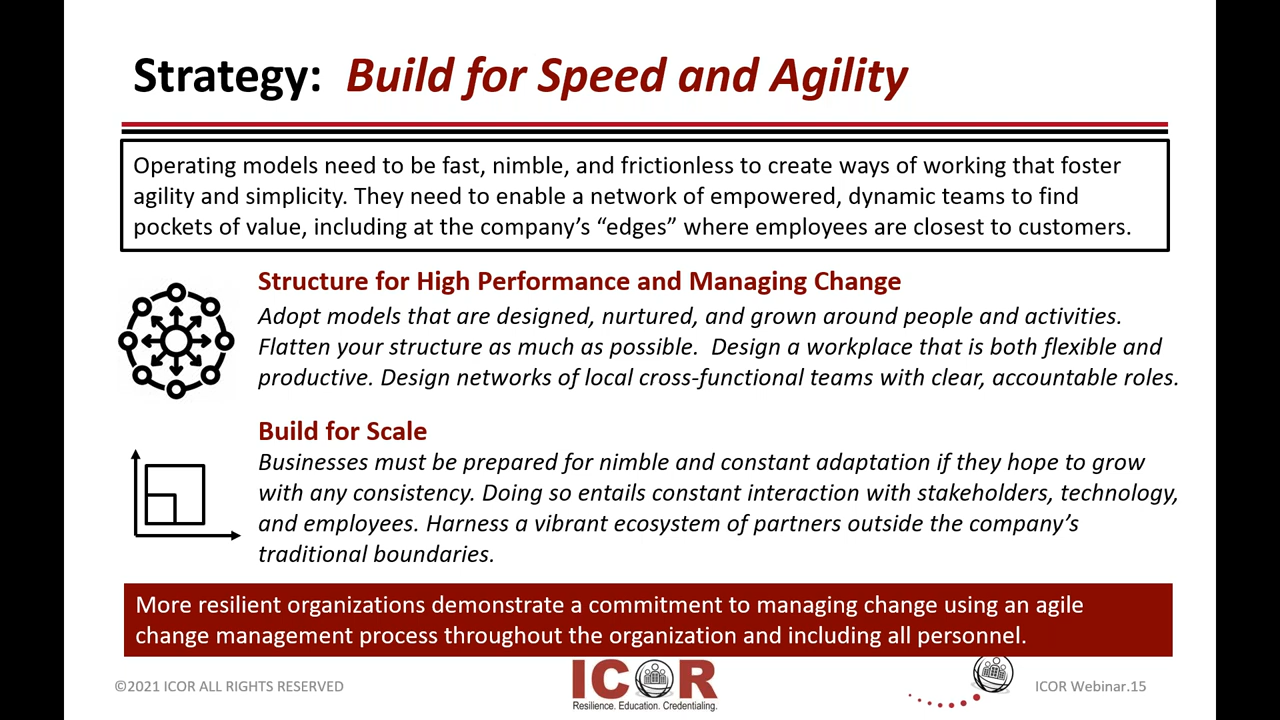 Strategy:  Build for Speed and Agility
Operating models need to be fast, nimble, and frictionless to create ways of working that foster
agility and simplicity. They need to enable a network of empowered, dynamic teams to find
pockets of value, including at the company’s “edges” where employees are closest to customers.
Structure for High Performance and Managing Change
Adopt models that are designed, nurtured, and grown around people and activities.
Flatten your structure as much as possible.  Design a workplace that is both flexible and
productive. Design networks of local cross-functional teams with clear, accountable roles.
Build for Scale
Businesses must be prepared for nimble and constant adaptation if they hope to grow
with any consistency. Doing so entails constant interaction with stakeholders, technology,
and employees. Harness a vibrant ecosystem of partners outside the company’s
traditional boundaries.
More resilient organizations demonstrate a commitment to managing change using an agile
change management process throughout the organization and including all personnel.
©2021 ICOR ALL RIGHTS RESERVED
ICOR
Resilience. Education. Credentialing.
ICOR Webinar.15